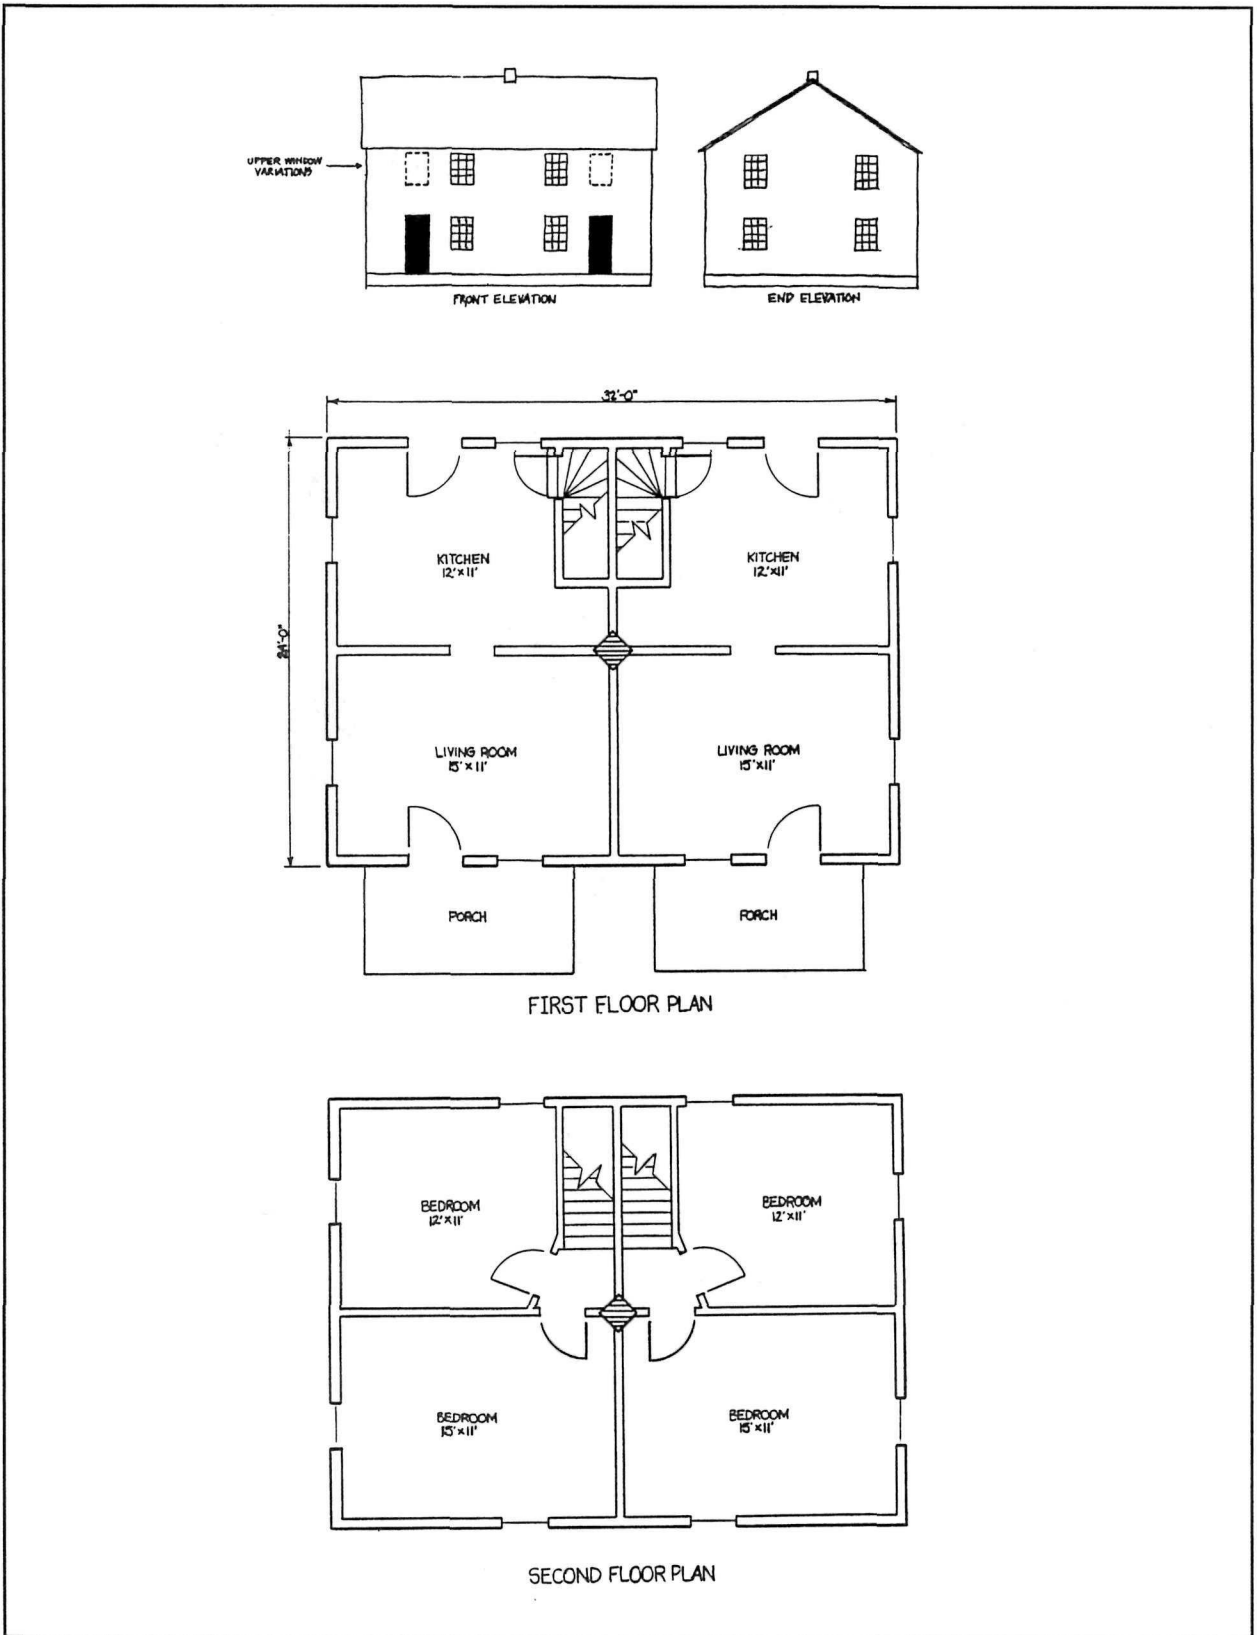 UPPER WINDOW
VARIATIONS
FRONT ELEVATION
END ELEVATION
32'-0"
24'-0"
KITCHEN
12'x11'
KITCHEN
12'x11'
LIVING ROOM
15'x11'
LIVING ROOM
15'x11'
PORCH
PORCH
FIRST FLOOR PLAN
BEDROOM
12'x11'
BEDROOM
12'x11'
BEDROOM
15'x11'
BEDROOM
15'x11'
SECOND FLOOR PLAN